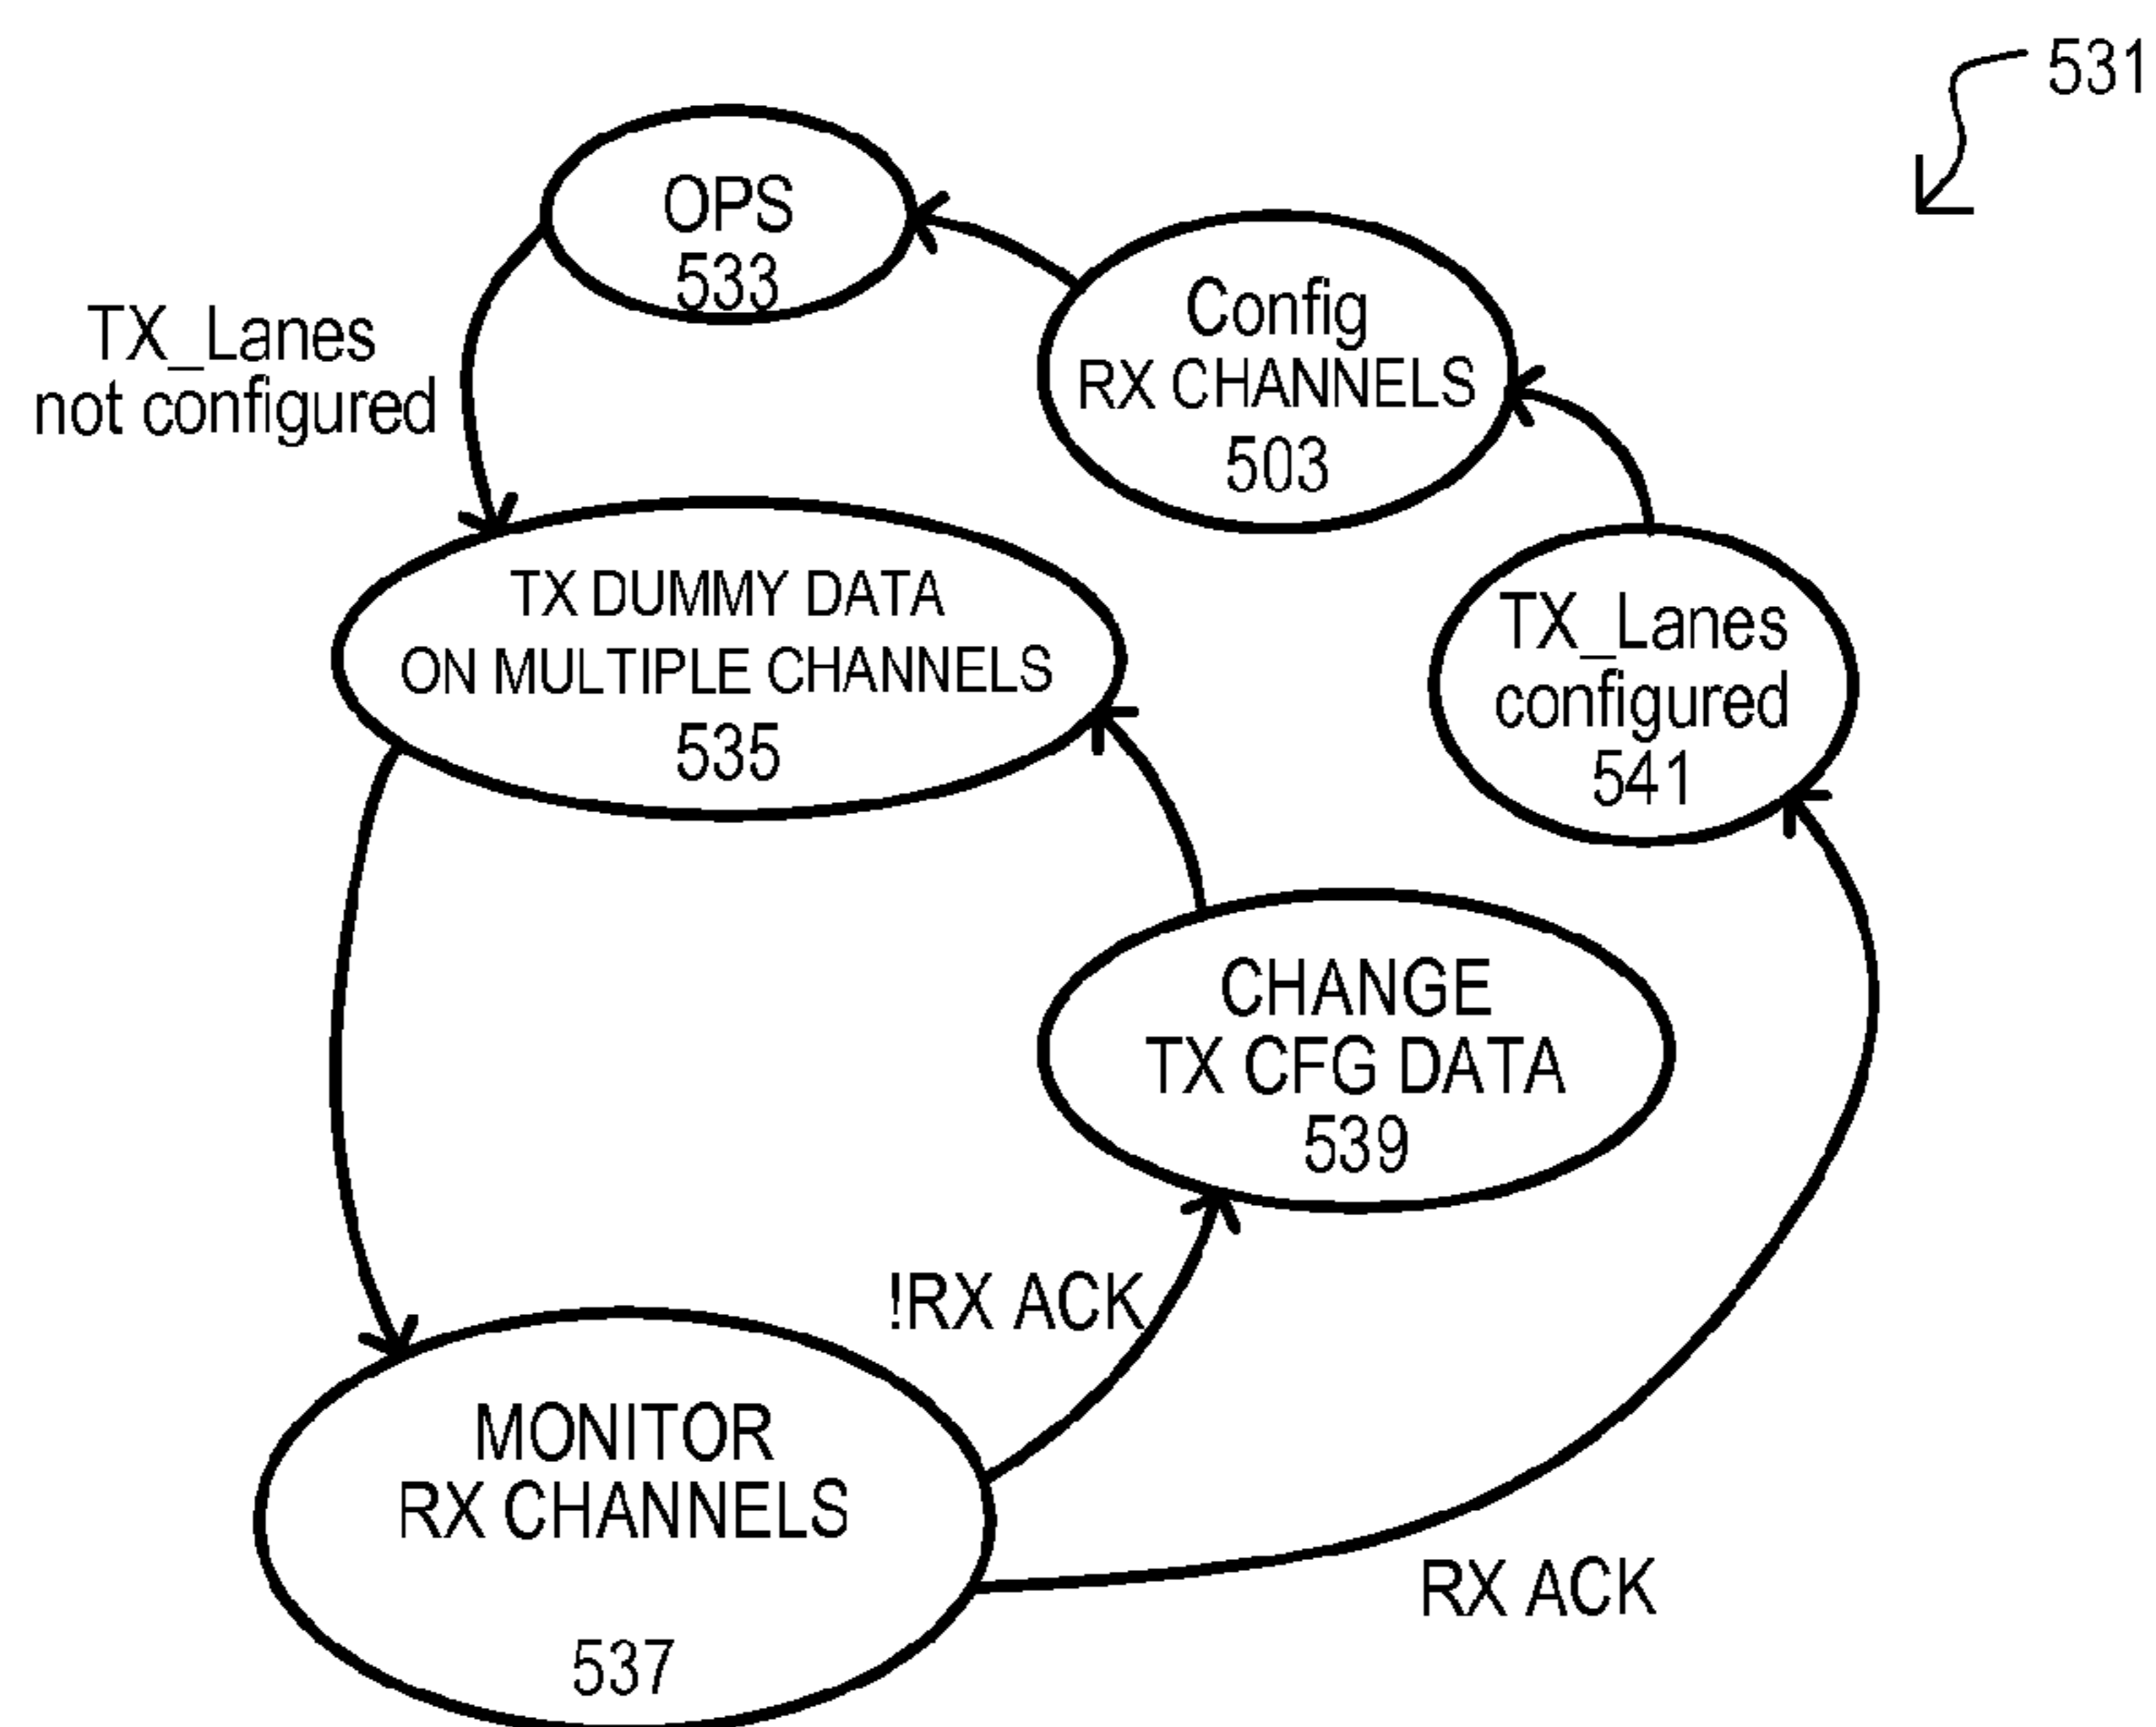 531
OPS
533
TX_Lanes
not configured
Config
RX CHANNELS
503
TX DUMMY DATA
ON MULTIPLE CHANNELS
535
TX_Lanes
configured
541
CHANGE
TX CFG DATA
539
!RX ACK
MONITOR
RX CHANNELS
537
RX ACK